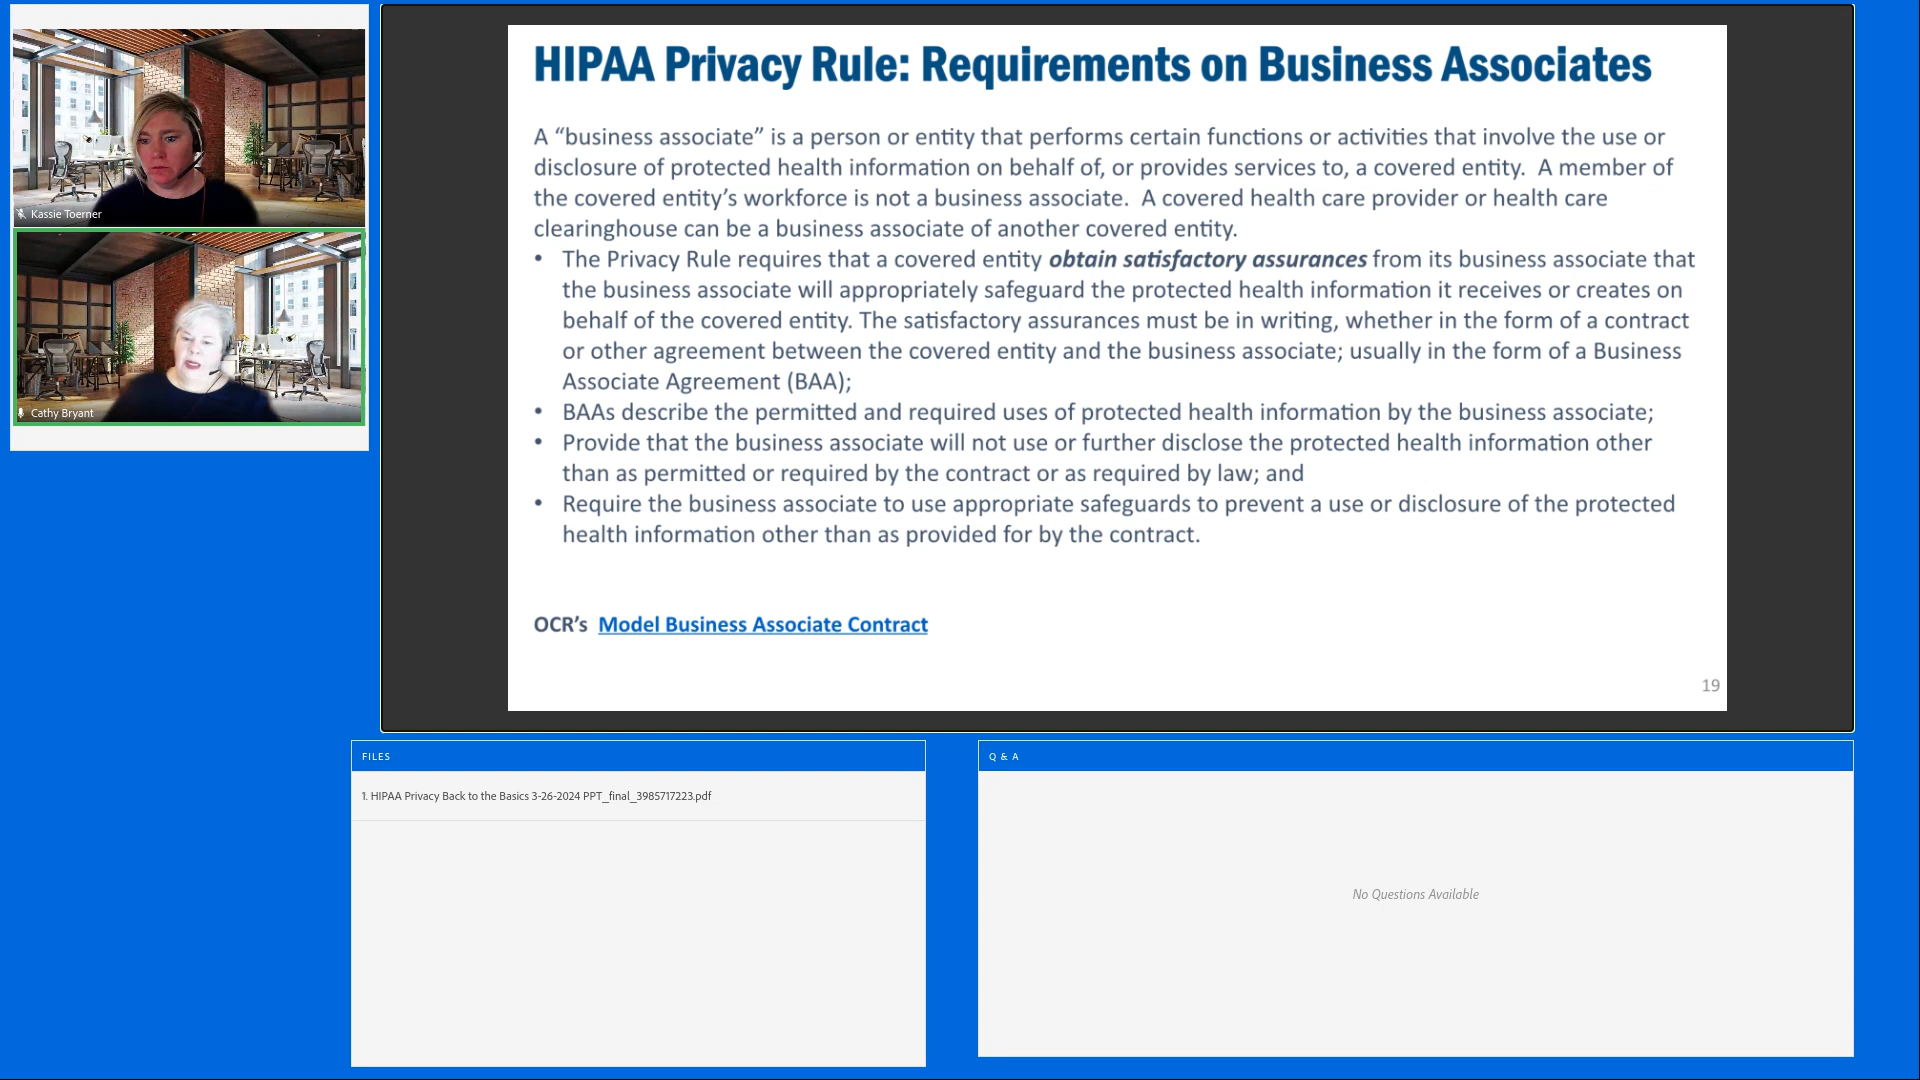 Kassie Toerner
Cathy Bryant
HIPAA Privacy Rule: Requirements on Business Associates
A “business associate” is a person or entity that performs certain functions or activities that involve the use or
disclosure of protected health information on behalf of, or provides services to, a covered entity.  A member of
the covered entity’s workforce is not a business associate.  A covered health care provider or health care
clearinghouse can be a business associate of another covered entity.
• The Privacy Rule requires that a covered entity obtain satisfactory assurances from its business associate that
the business associate will appropriately safeguard the protected health information it receives or creates on
behalf of the covered entity. The satisfactory assurances must be in writing, whether in the form of a contract
or other agreement between the covered entity and the business associate; usually in the form of a Business
Associate Agreement (BAA);
• BAAs describe the permitted and required uses of protected health information by the business associate;
• Provide that the business associate will not use or further disclose the protected health information other
than as permitted or required by the contract or as required by law; and
• Require the business associate to use appropriate safeguards to prevent a use or disclosure of the protected
health information other than as provided for by the contract.
OCR’s  Model Business Associate Contract
19
FILES
1. HIPAA Privacy Back to the Basics 3-26-2024 PPT_final_3985717223.pdf
Q & A
No Questions Available